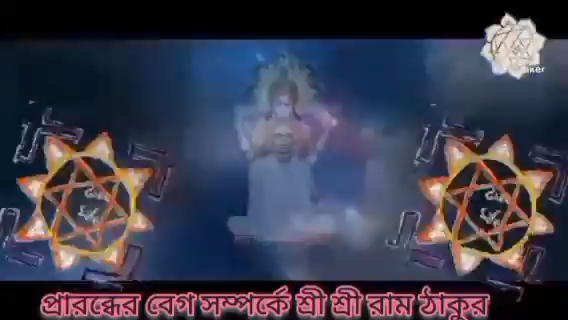 প্রারব্ধের বেগ সম্পর্কে শ্রী শ্রী রাম ঠাকুর